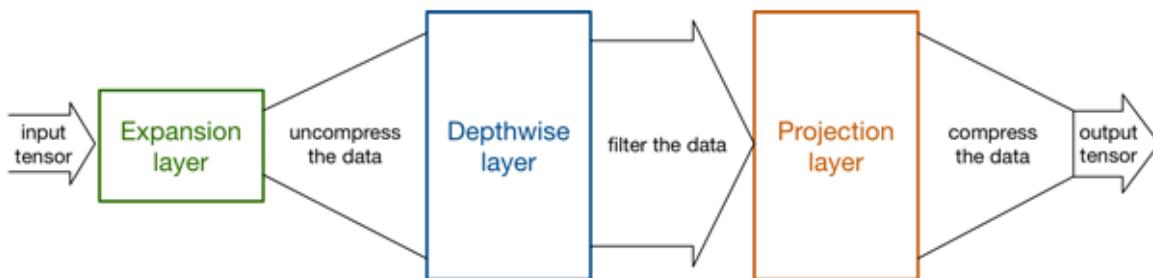 input
tensor
Expansion
layer
uncompress
the data
Depthwise
layer
filter the data
Projection
layer
compress
the data
output
tensor